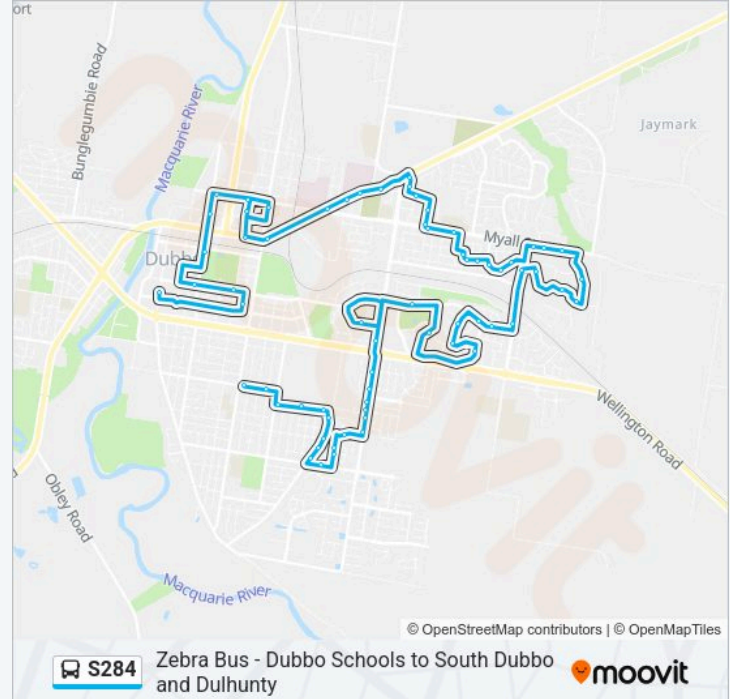 ort
Bunglegumbie Road
Macquarie River
Jaymark
Myall
Dubbo
Wellington Road
Obley Road
Macquarie River
© OpenStreetMap contributors | © OpenMapTiles
S284
Zebra Bus - Dubbo Schools to South Dubbo
and Dulhunty
moovit